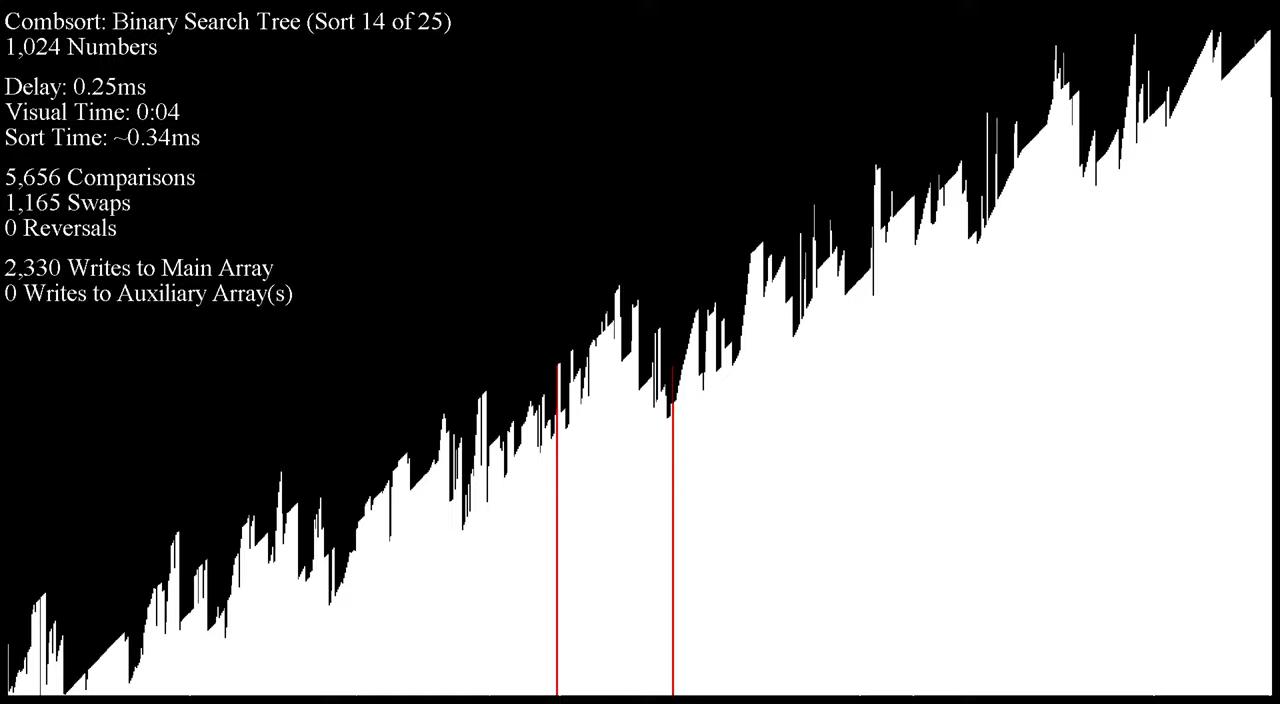 Combsort: Binary Search Tree (Sort 14 of 25)
1,024 Numbers
Delay: 0.25ms
Visual Time: 0:04
Sort Time: ~0.34ms
5,656 Comparisons
1,165 Swaps
0 Reversals
2,330 Writes to Main Array
0 Writes to Auxiliary Array(s)